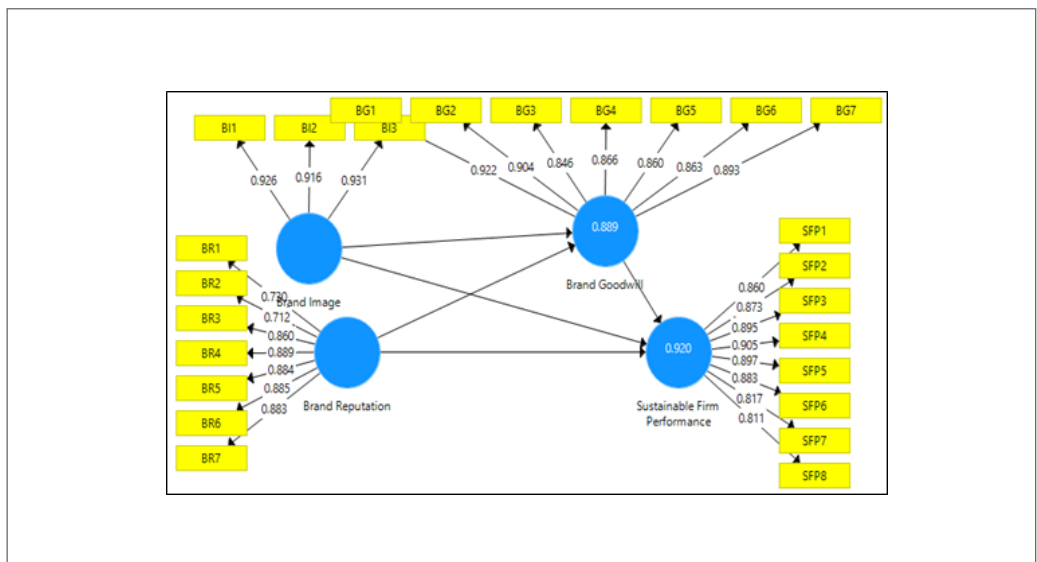 BG1
BG2
BG3
BG4
BG5
BG6
BG7
BI1
BI2
BI3
0.926
0.916
0.931
0.922
0.904
0.846
0.866
0.860
0.863
0.893
0.889
Brand Image
Brand Goodwill
BR1
BR2
BR3
BR4
BR5
BR6
BR7
0.730
0.712
0.860
0.889
0.884
0.885
0.883
Brand Reputation
0.920
Sustainable Firm
Performance
0.860
0.873
0.895
0.905
0.897
0.883
0.817
0.811
SFP1
SFP2
SFP3
SFP4
SFP5
SFP6
SFP7
SFP8